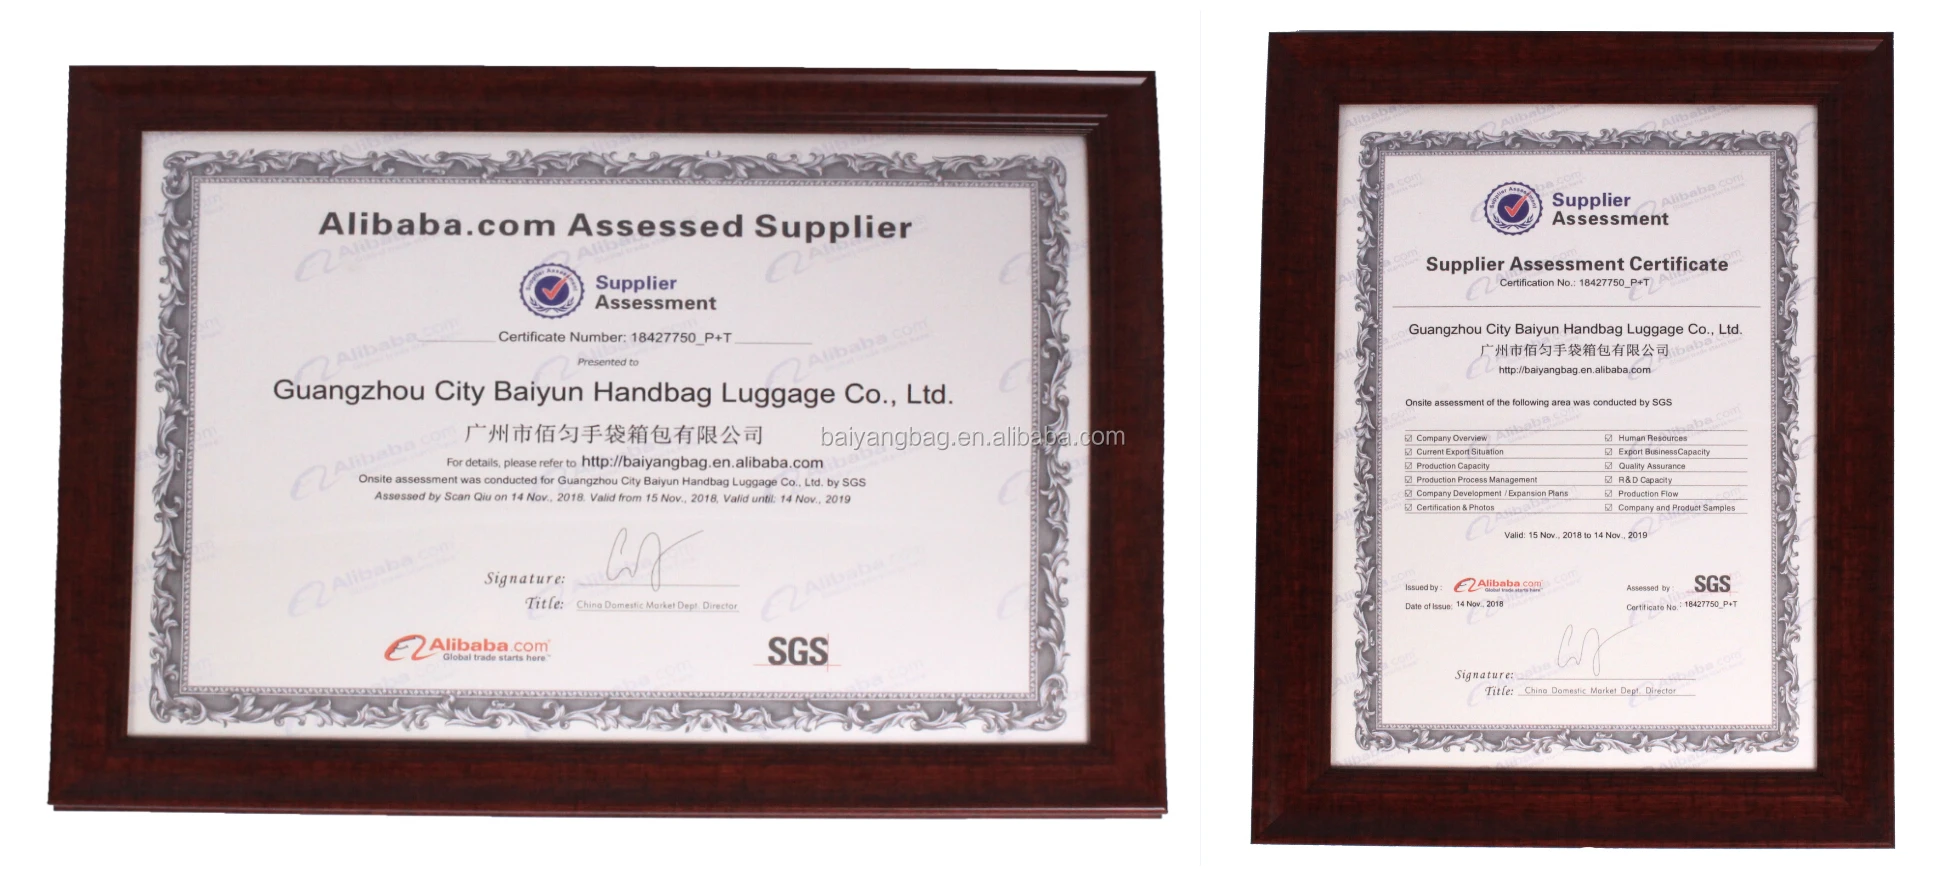 Alibaba.com Assessed Supplier
Supplier
Assessment
Certificate Number: 18427750_P+T
Presented to
Guangzhou City Baiyun Handbag Luggage Co., Ltd.
广州市佰匀手袋箱包有限公司
baiyangbag.en.alibaba.com
For details, please refer to http://baiyangbag.en.alibaba.com
Onsite assessment was conducted for Guangzhou City Baiyun Handbag Luggage Co., Ltd. by SGS
Assessed by Scan Qiu on 14 Nov., 2018. Valid from 15 Nov., 2018, Valid until: 14 Nov., 2019
Signature:
Title: China Domestic Market Dept. Director
Alibaba.com
Global trade starts here.™
SGS
Supplier
Assessment
Supplier Assessment Certificate
Certification No.: 18427750_P+T
Guangzhou City Baiyun Handbag Luggage Co., Ltd.
广州市佰匀手袋箱包有限公司
http://baiyangbag.en.alibaba.com
Onsite assessment of the following area was conducted by SGS
☑ Company Overview ☑ Human Resources
☑ Current Export Situation ☑ Export BusinessCapacity
☑ Production Capacity ☑ Quality Assurance
☑ Production Process Management ☑ R&D Capacity
☑ Company Development / Expansion Plans ☑ Production Flow
☑ Certification & Photos ☑ Company and Product Samples
Valid: 15 Nov., 2018 to 14 Nov., 2019
Issued by: Alibaba.com Assessed by: SGS
Global trade starts here.™
Date of Issue: 14 Nov., 2018 Certificate No.: 18427750_P+T
Signature:
Title: China Domestic Market Dept. Director